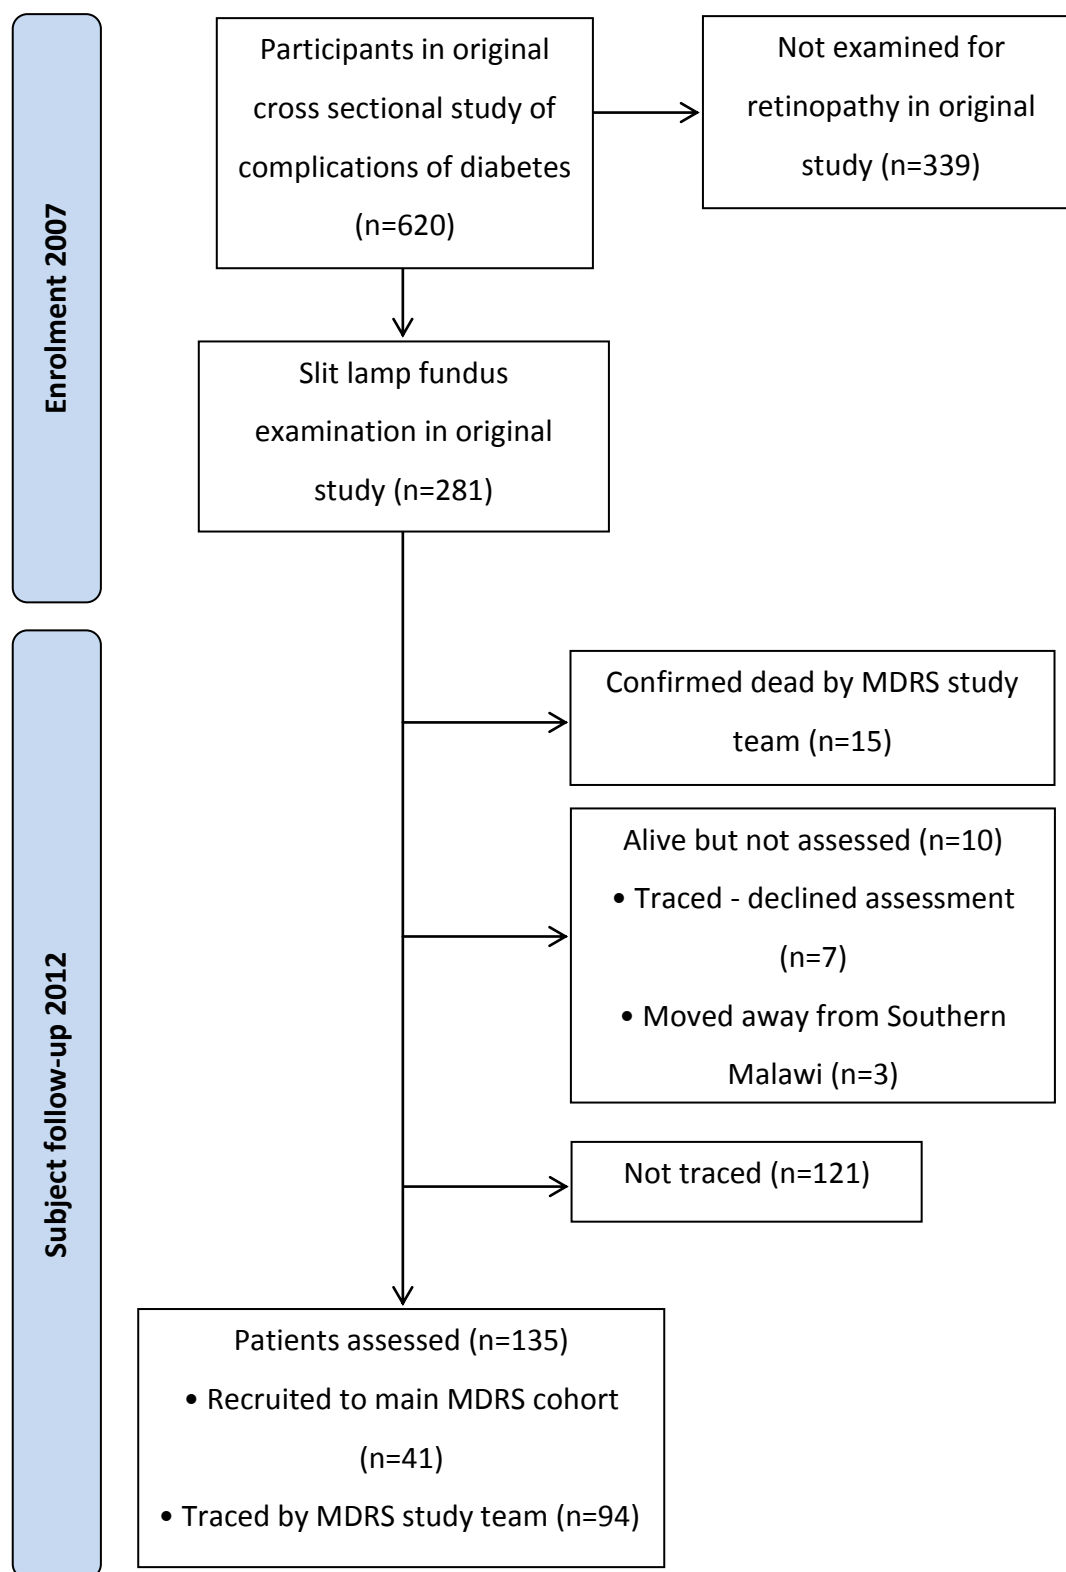 Enrolment 2007
Participants in original
cross sectional study of
complications of diabetes
(n=620)
Not examined for
retinopathy in original
study (n=339)
Slit lamp fundus
examination in original
study (n=281)
Subject follow-up 2012
Confirmed dead by MDRS study
team (n=15)
Alive but not assessed (n=10)
• Traced - declined assessment
(n=7)
• Moved away from Southern
Malawi (n=3)
Not traced (n=121)
Patients assessed (n=135)
• Recruited to main MDRS cohort
(n=41)
• Traced by MDRS study team (n=94)